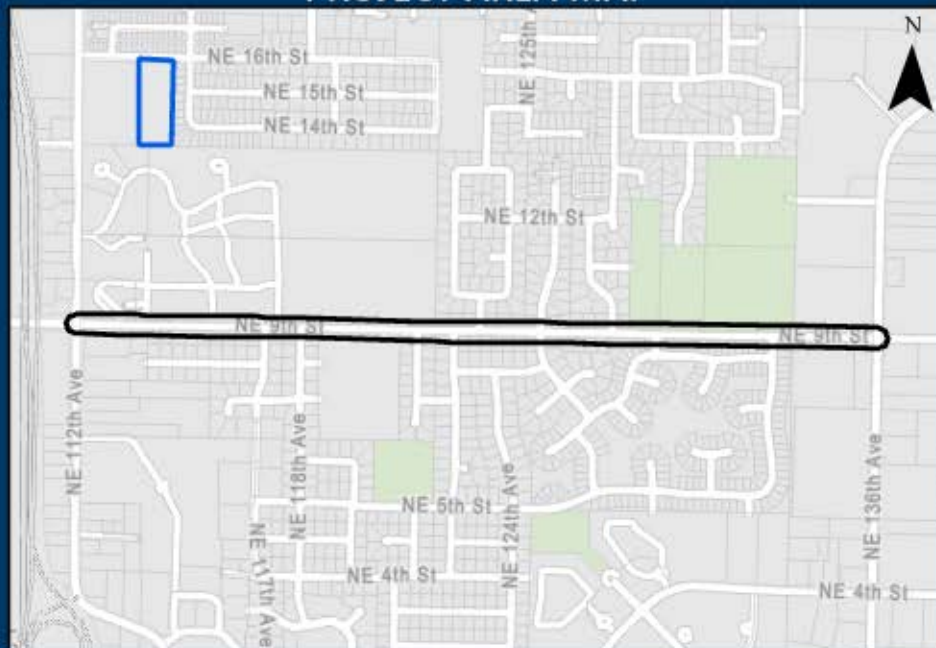 N
NE 125th
NE 16th St
NE 15th St
NE 14th St
NE 12th St
NE 9th St
NE 9th St
NE 112th Ave
NE 118th Ave
NE 136th Ave
NE 5th St
NE 124th Ave
NE 117th Ave
NE 4th St
NE 4th St